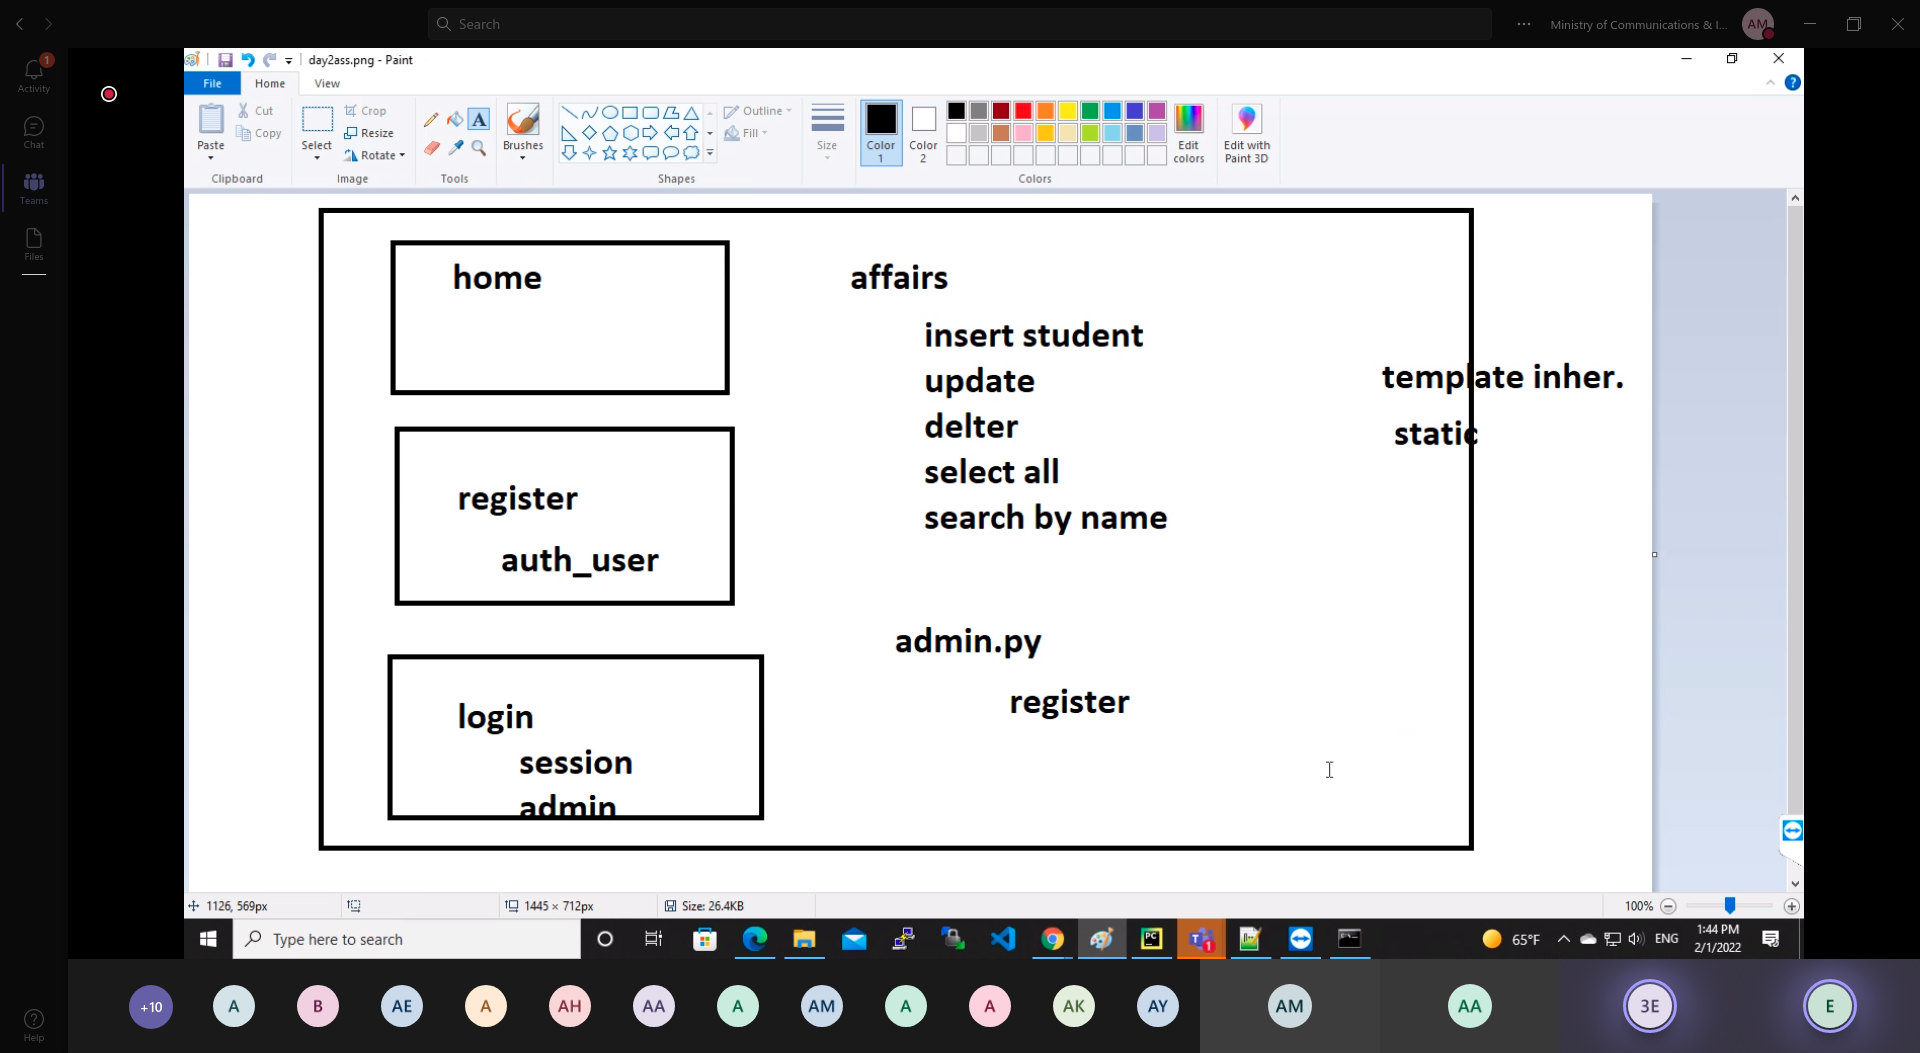 Search
Ministry of Communications & I...
AM
1
Activity
Chat
Teams
Files
Help
day2ass.png - Paint
File
Home
View
Paste
Cut
Copy
Clipboard
Select
Crop
Resize
Rotate
Image
A
Tools
Brushes
Shapes
Outline
Fill
Size
Color 1
Color 2
Edit colors
Colors
Edit with Paint 3D
home
register
auth_user
login
session
admin
affairs
insert student
update
delter
select all
search by name
admin.py
register
template inher.
static
1126, 569px
1445 × 712px
Size: 26.4KB
100%
Type here to search
PC
1
65°F
ENG
1:44 PM
2/1/2022
+10
A
B
AE
A
AH
AA
A
AM
A
A
AK
AY
AM
AA
3E
E